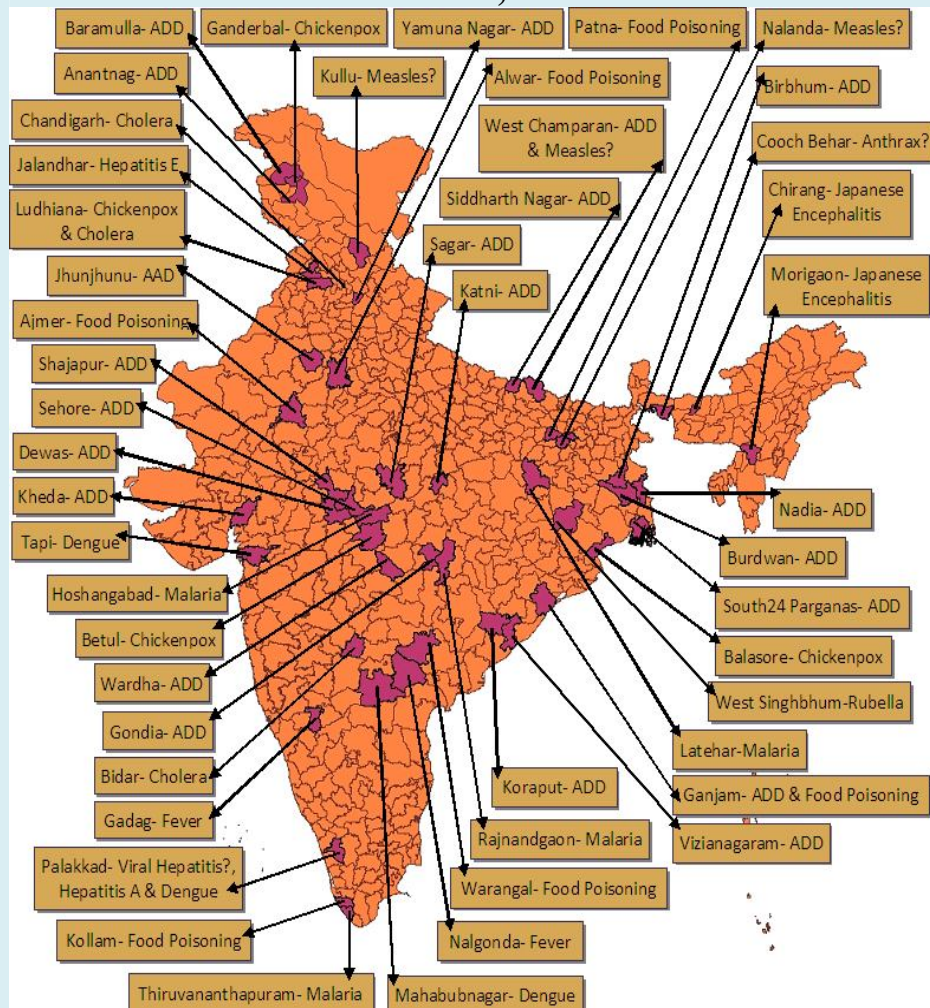 Baramulla- ADD
Ganderbal- Chickenpox
Yamuna Nagar- ADD
Patna- Food Poisoning
Nalanda- Measles?
Anantnag- ADD
Kullu- Measles?
Alwar- Food Poisoning
Birbhum- ADD
Chandigarh- Cholera
West Champaran- ADD
& Measles?
Cooch Behar- Anthrax?
Jalandhar- Hepatitis E
Chirang- Japanese
Encephalitis
Siddharth Nagar- ADD
Ludhiana- Chickenpox
& Cholera
Sagar- ADD
Jhunjhunu- AAD
Katni- ADD
Morigaon- Japanese
Encephalitis
Ajmer- Food Poisoning
Shajapur- ADD
Sehore- ADD
Dewas- ADD
Kheda- ADD
Nadia- ADD
Tapi- Dengue
Burdwan- ADD
Hoshangabad- Malaria
South24 Parganas- ADD
Betul- Chickenpox
Balasore- Chickenpox
Wardha- ADD
West Singhbhum-Rubella
Gondia- ADD
Latehar-Malaria
Bidar- Cholera
Koraput- ADD
Ganjam- ADD & Food Poisoning
Gadag- Fever
Rajnandgaon- Malaria
Vizianagaram- ADD
Palakkad- Viral Hepatitis?,
Hepatitis A & Dengue
Warangal- Food Poisoning
Kollam- Food Poisoning
Nalgonda- Fever
Thiruvananthapuram- Malaria
Mahabubnagar- Dengue